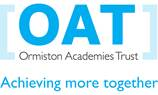 [OAT]
Ormiston Academies Trust
Achieving more together